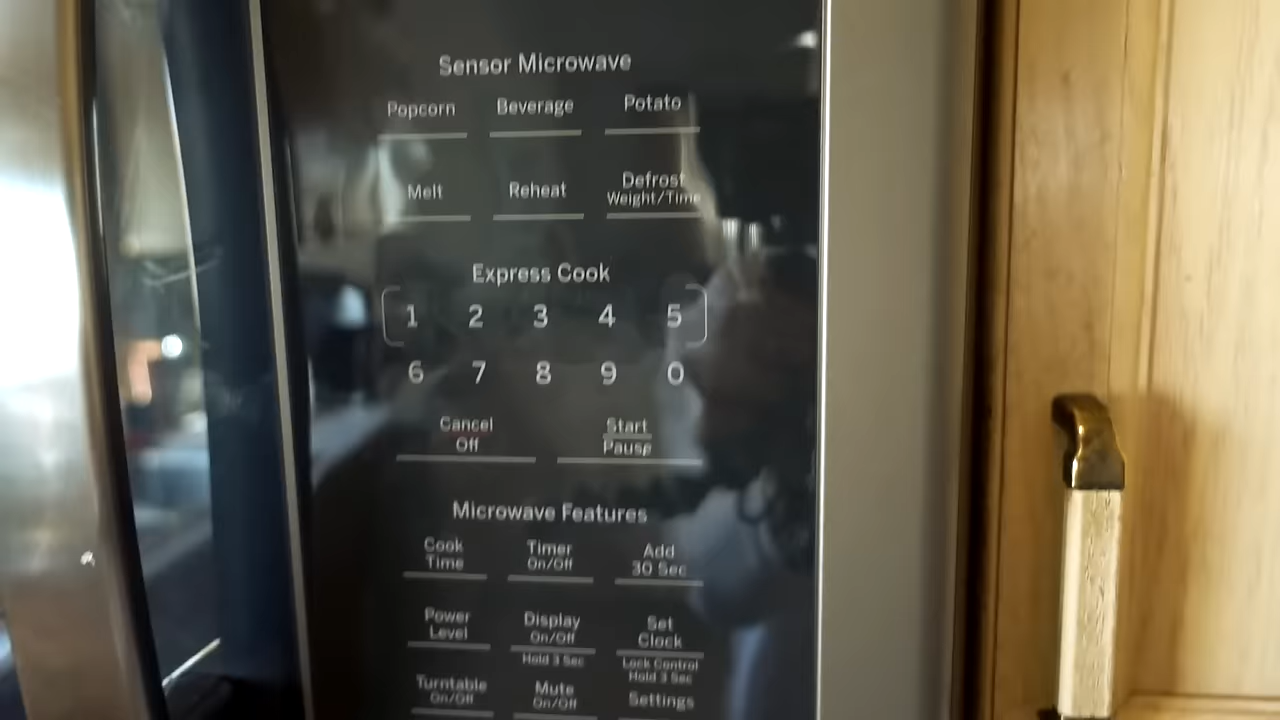 Sensor Microwave
Popcorn Beverage Potato
Melt Reheat Defrost
Weight/Time
Express Cook
1 2 3 4 5
6 7 8 9 0
Cancel Start
Off Pause
Microwave Features
Cook Timer Add
Time On/Off 30 Sec
Power Display Set
Level On/Off Clock
Hold 3 Sec Lock Control
Hold 3 Sec
Turntable Mute Settings
On/Off On/Off